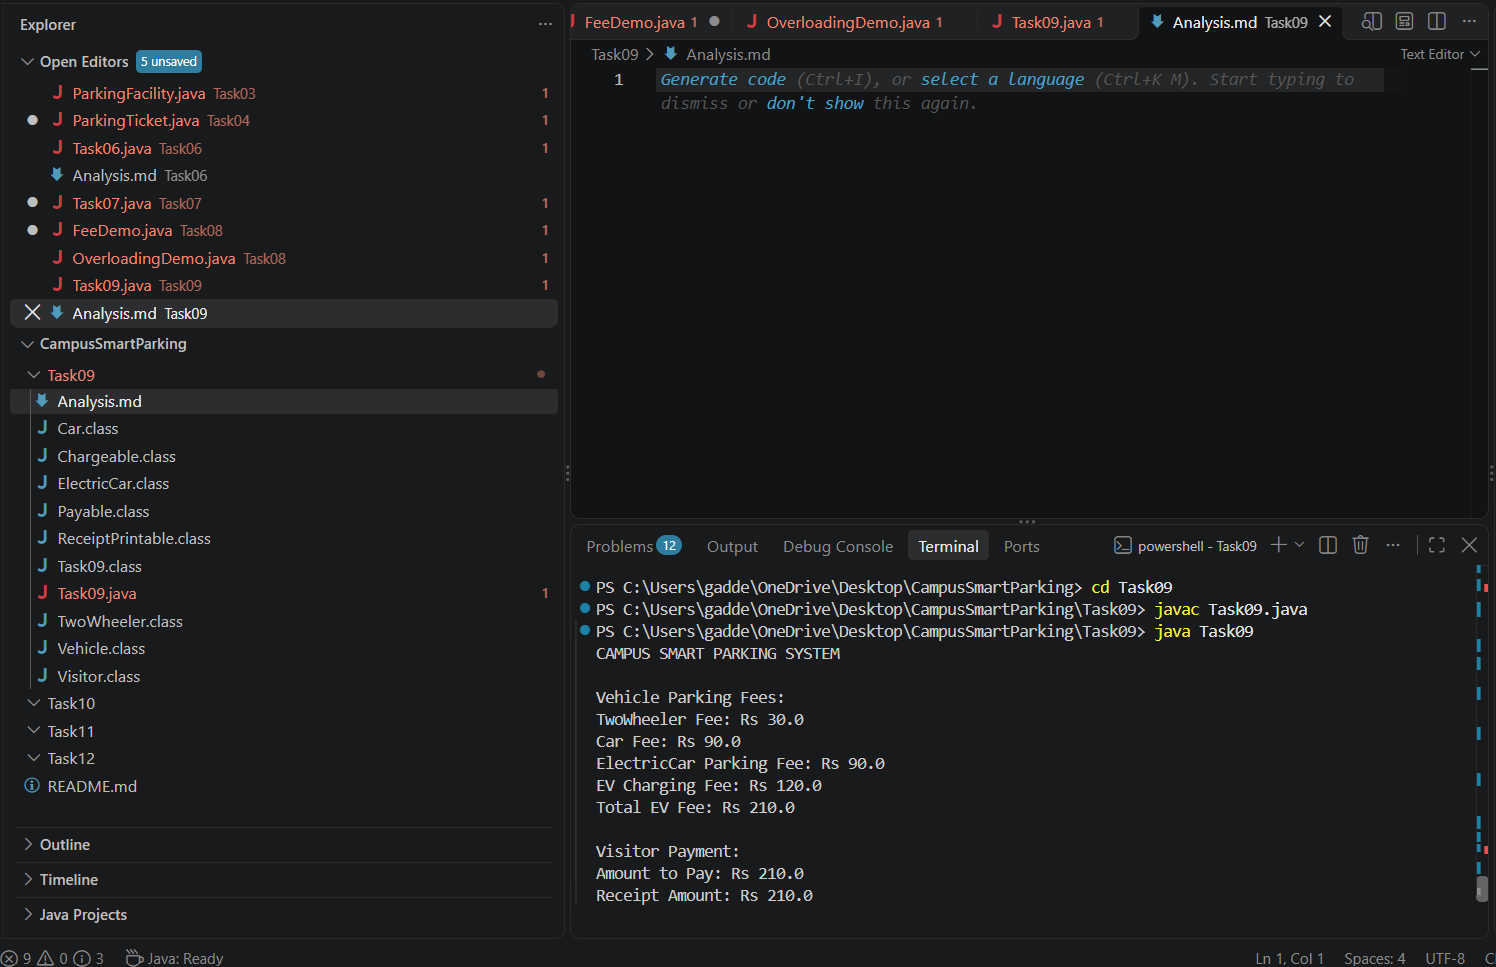 Explorer
Open Editors 5 unsaved
ParkingFacility.java Task03 1
ParkingTicket.java Task04 1
Task06.java Task06 1
Analysis.md Task06
Task07.java Task07 1
FeeDemo.java Task08 1
OverloadingDemo.java Task08 1
Task09.java Task09 1
Analysis.md Task09
CampusSmartParking
Task09
Analysis.md
Car.class
Chargeable.class
ElectricCar.class
Payable.class
ReceiptPrintable.class
Task09.class
Task09.java 1
TwoWheeler.class
Vehicle.class
Visitor.class
Task10
Task11
Task12
README.md
Outline
Timeline
Java Projects
FeeDemo.java 1 OverloadingDemo.java 1 Task09.java 1 Analysis.md Task09
Task09 > Analysis.md Text Editor
1 Generate code (Ctrl+I), or select a language (Ctrl+K M). Start typing to
dismiss or don't show this again.
Problems 12 Output Debug Console Terminal Ports powershell - Task09
PS C:\Users\gadde\OneDrive\Desktop\CampusSmartParking> cd Task09
PS C:\Users\gadde\OneDrive\Desktop\CampusSmartParking\Task09> javac Task09.java
PS C:\Users\gadde\OneDrive\Desktop\CampusSmartParking\Task09> java Task09
CAMPUS SMART PARKING SYSTEM
Vehicle Parking Fees:
TwoWheeler Fee: Rs 30.0
Car Fee: Rs 90.0
ElectricCar Parking Fee: Rs 90.0
EV Charging Fee: Rs 120.0
Total EV Fee: Rs 210.0
Visitor Payment:
Amount to Pay: Rs 210.0
Receipt Amount: Rs 210.0
9 0 3 Java: Ready Ln 1, Col 1 Spaces: 4 UTF-8